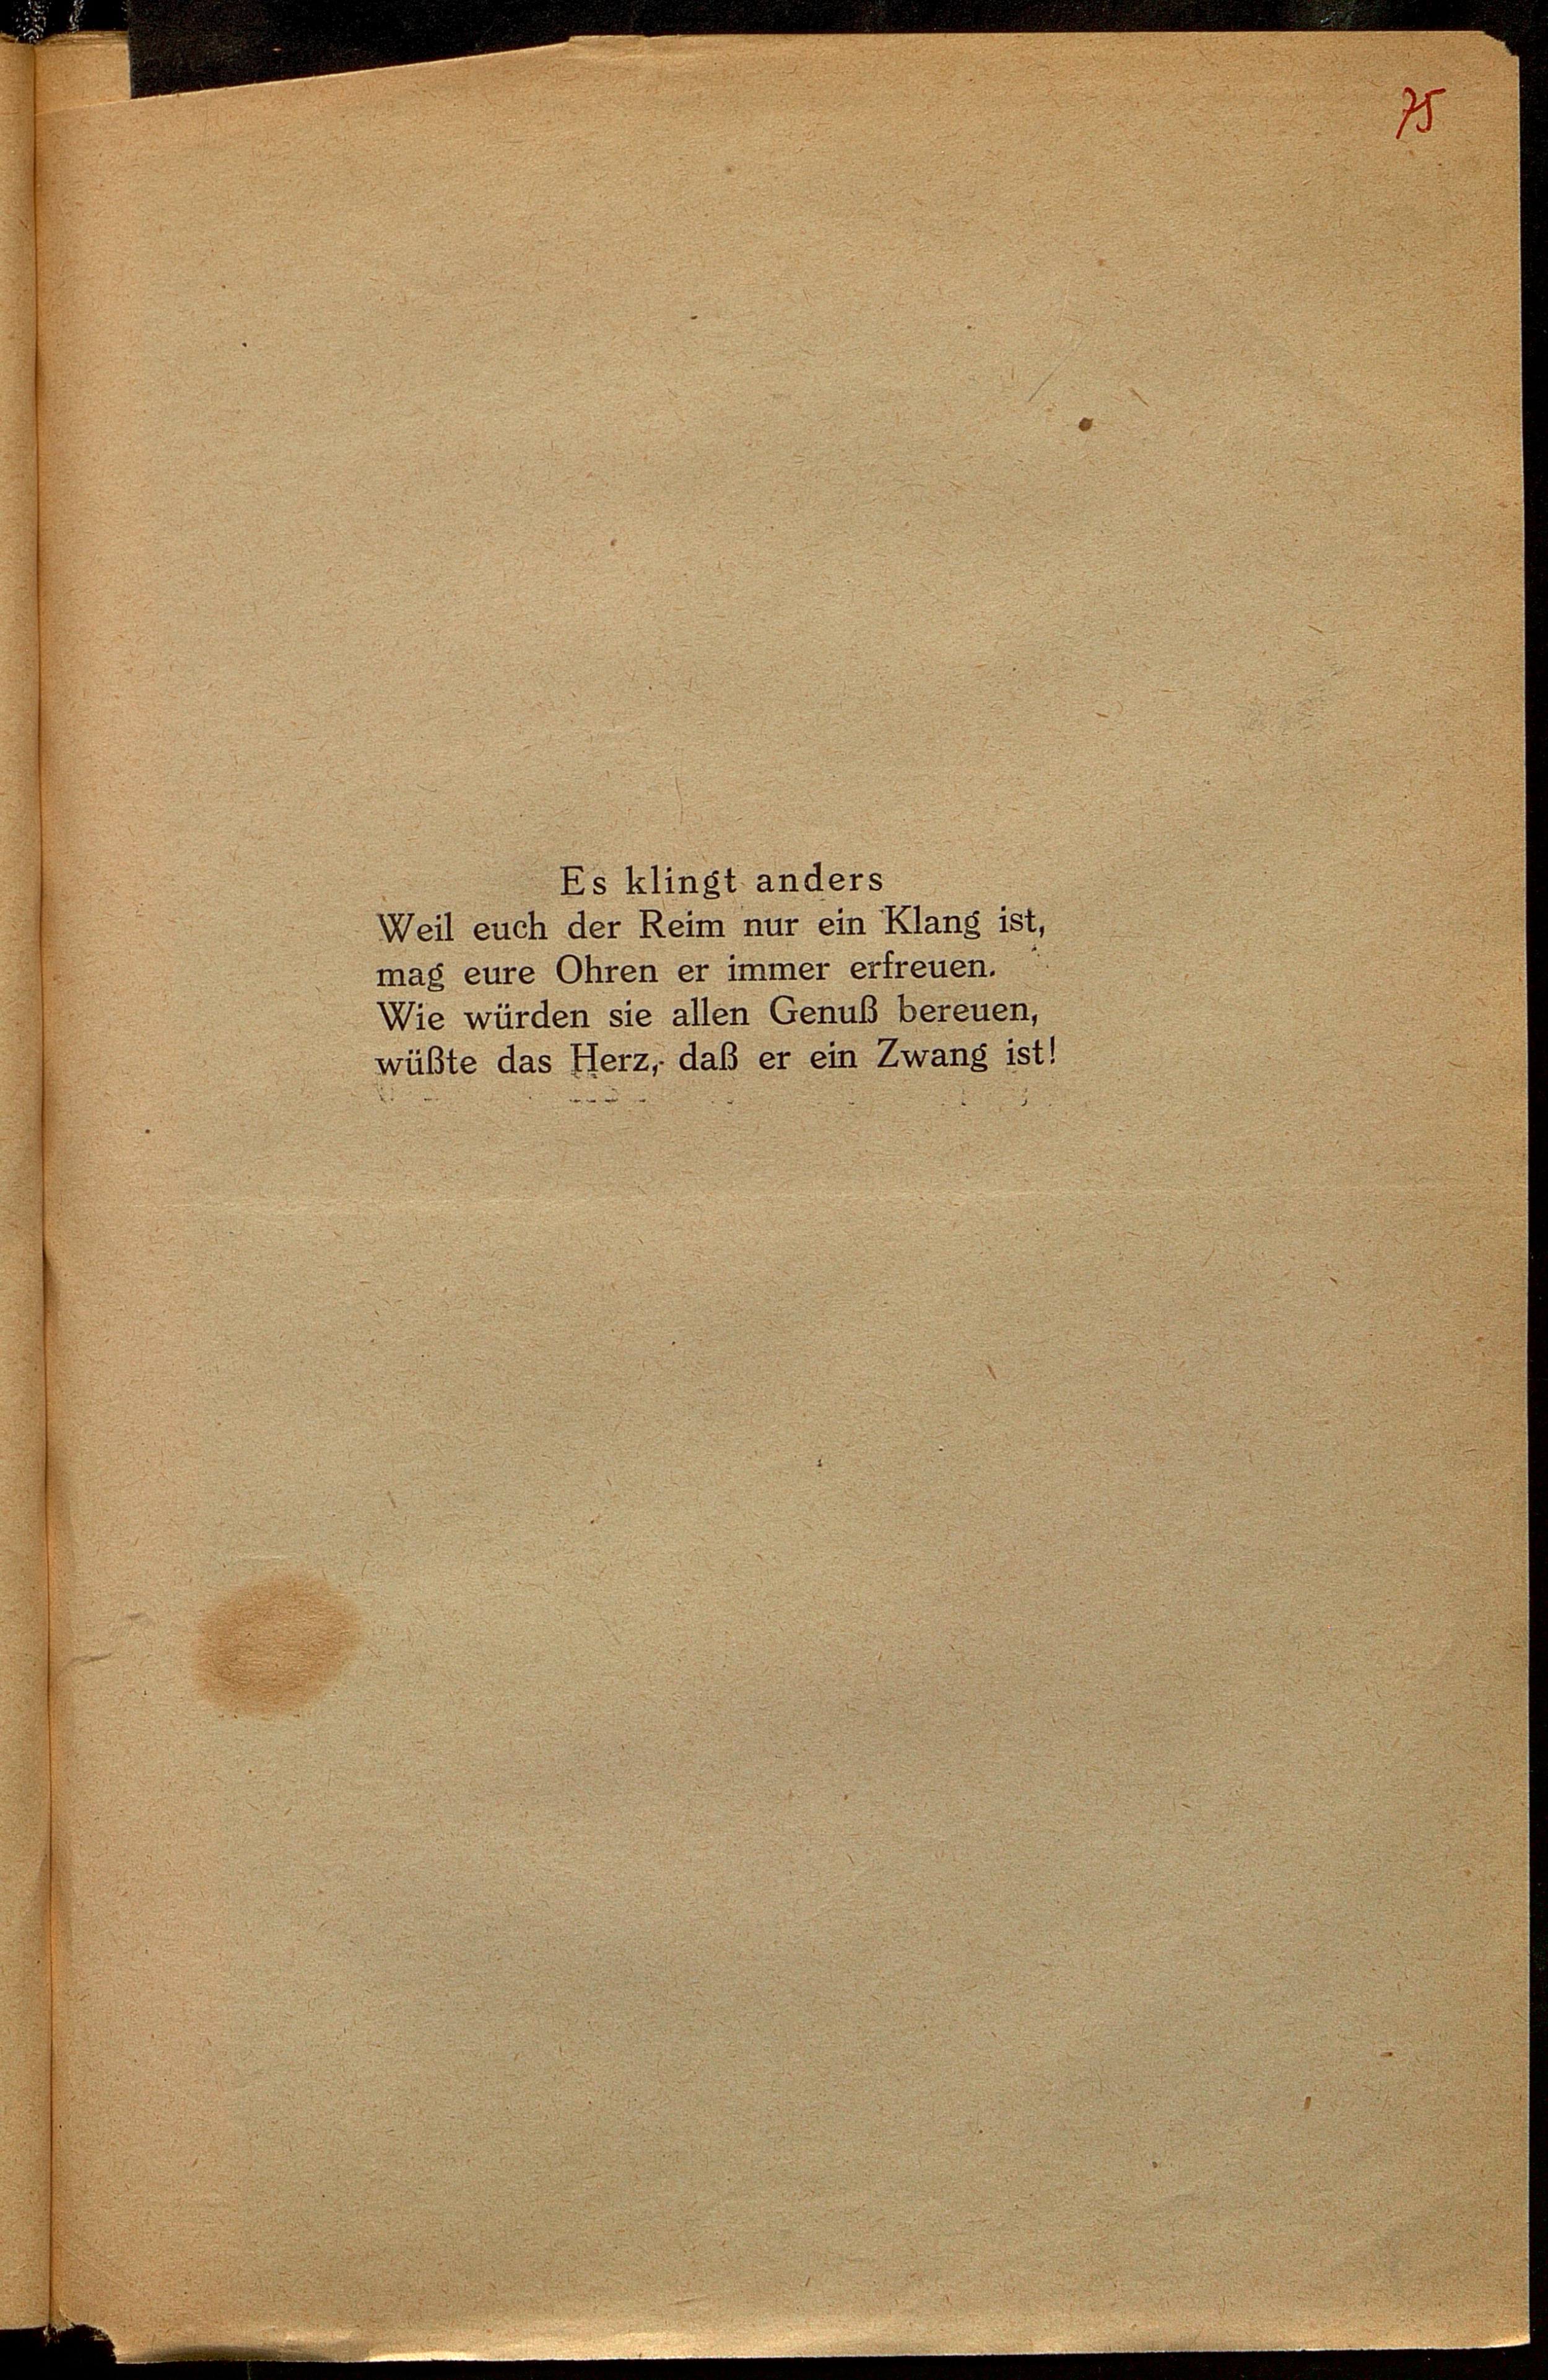 75
Es klingt anders
Weil euch der Reim nur ein Klang ist,
mag eure Ohren er immer erfreuen.
Wie würden sie allen Genuß bereuen,
wüßte das Herz, daß er ein Zwang ist!